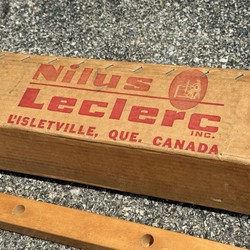 Nilus
Leclerc
INC.
L'ISLETVILLE, QUE. CANADA